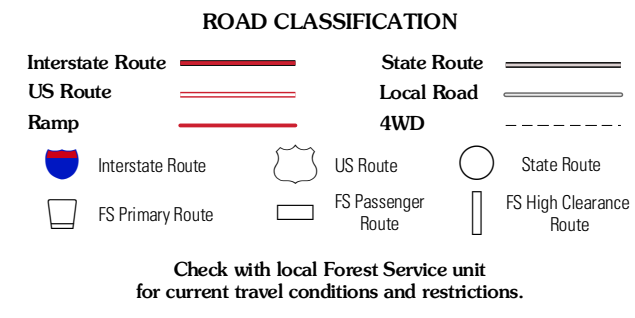 ROAD CLASSIFICATION
Interstate Route
State Route
US Route
Local Road
Ramp
4WD
Interstate Route
US Route
State Route
FS Primary Route
FS Passenger
Route
FS High Clearance
Route
Check with local Forest Service unit
for current travel conditions and restrictions.